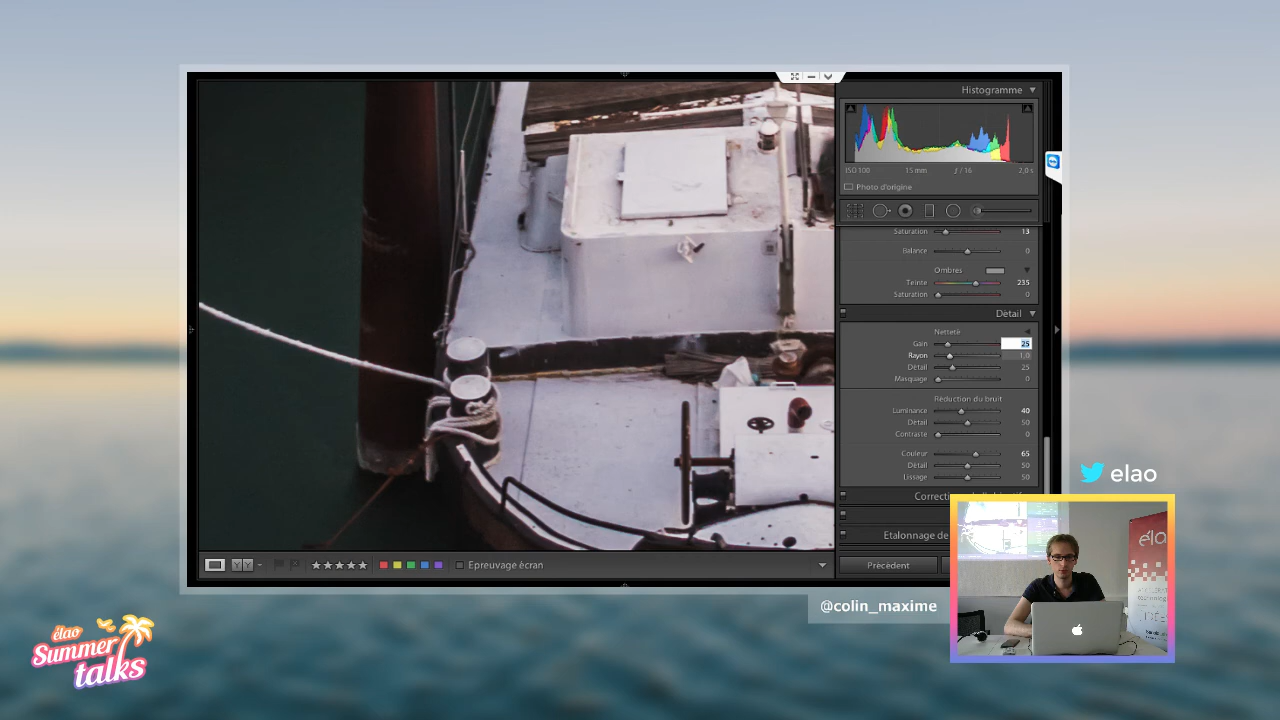 Histogramme
ISO 100 15 mm ƒ / 16 2,0 s
Photo d'origine
Saturation 13
Balance 0
Ombres
Teinte 235
Saturation 0
Détail
Netteté
Gain 25
Rayon 1,0
Détail 25
Masquage 0
Réduction du bruit
Luminance 40
Détail 50
Contraste 0
Couleur 65
Détail 50
Lissage 50
Etalonnage de
Précédent
Y Y
Epreuvage écran
elao
@colin_maxime
éla
élao
Summer
talks